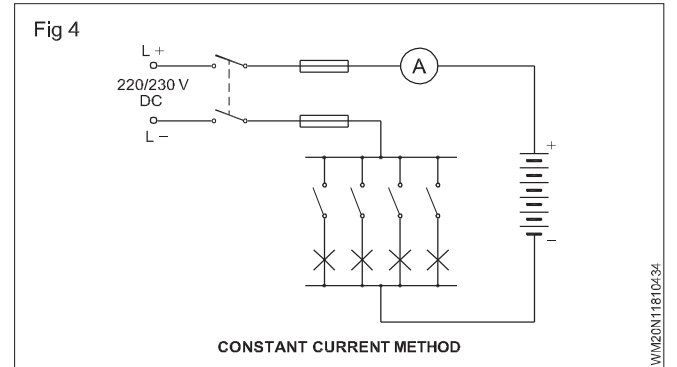 Fig 4
L +
220/230 V
DC
L −
A
+
−
CONSTANT CURRENT METHOD
WM20N11810434